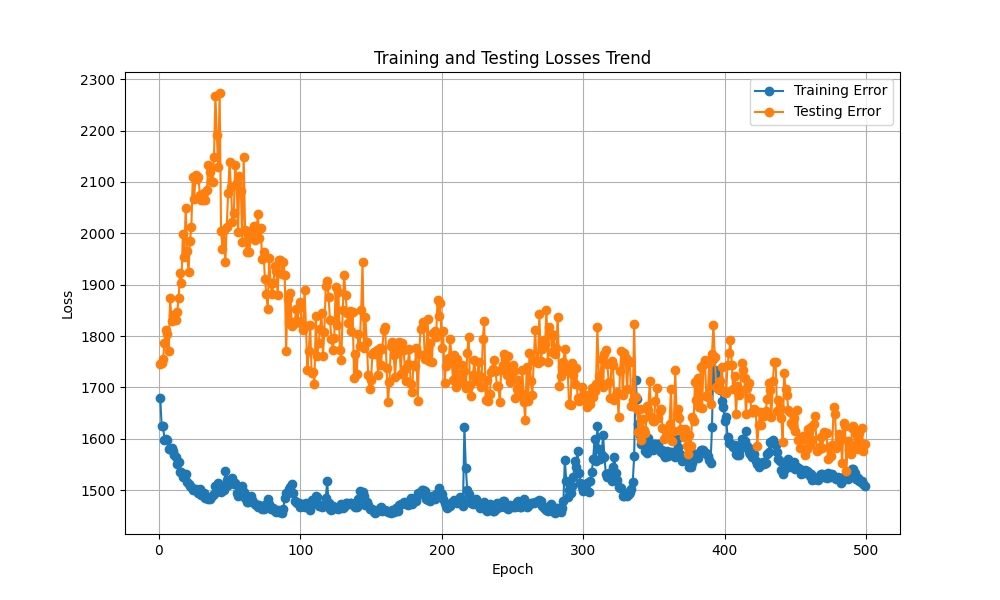 Training and Testing Losses Trend
2300
2200
2100
2000
1900
1800
1700
1600
1500
Loss
Training Error
Testing Error
0 100 200 300 400 500
Epoch